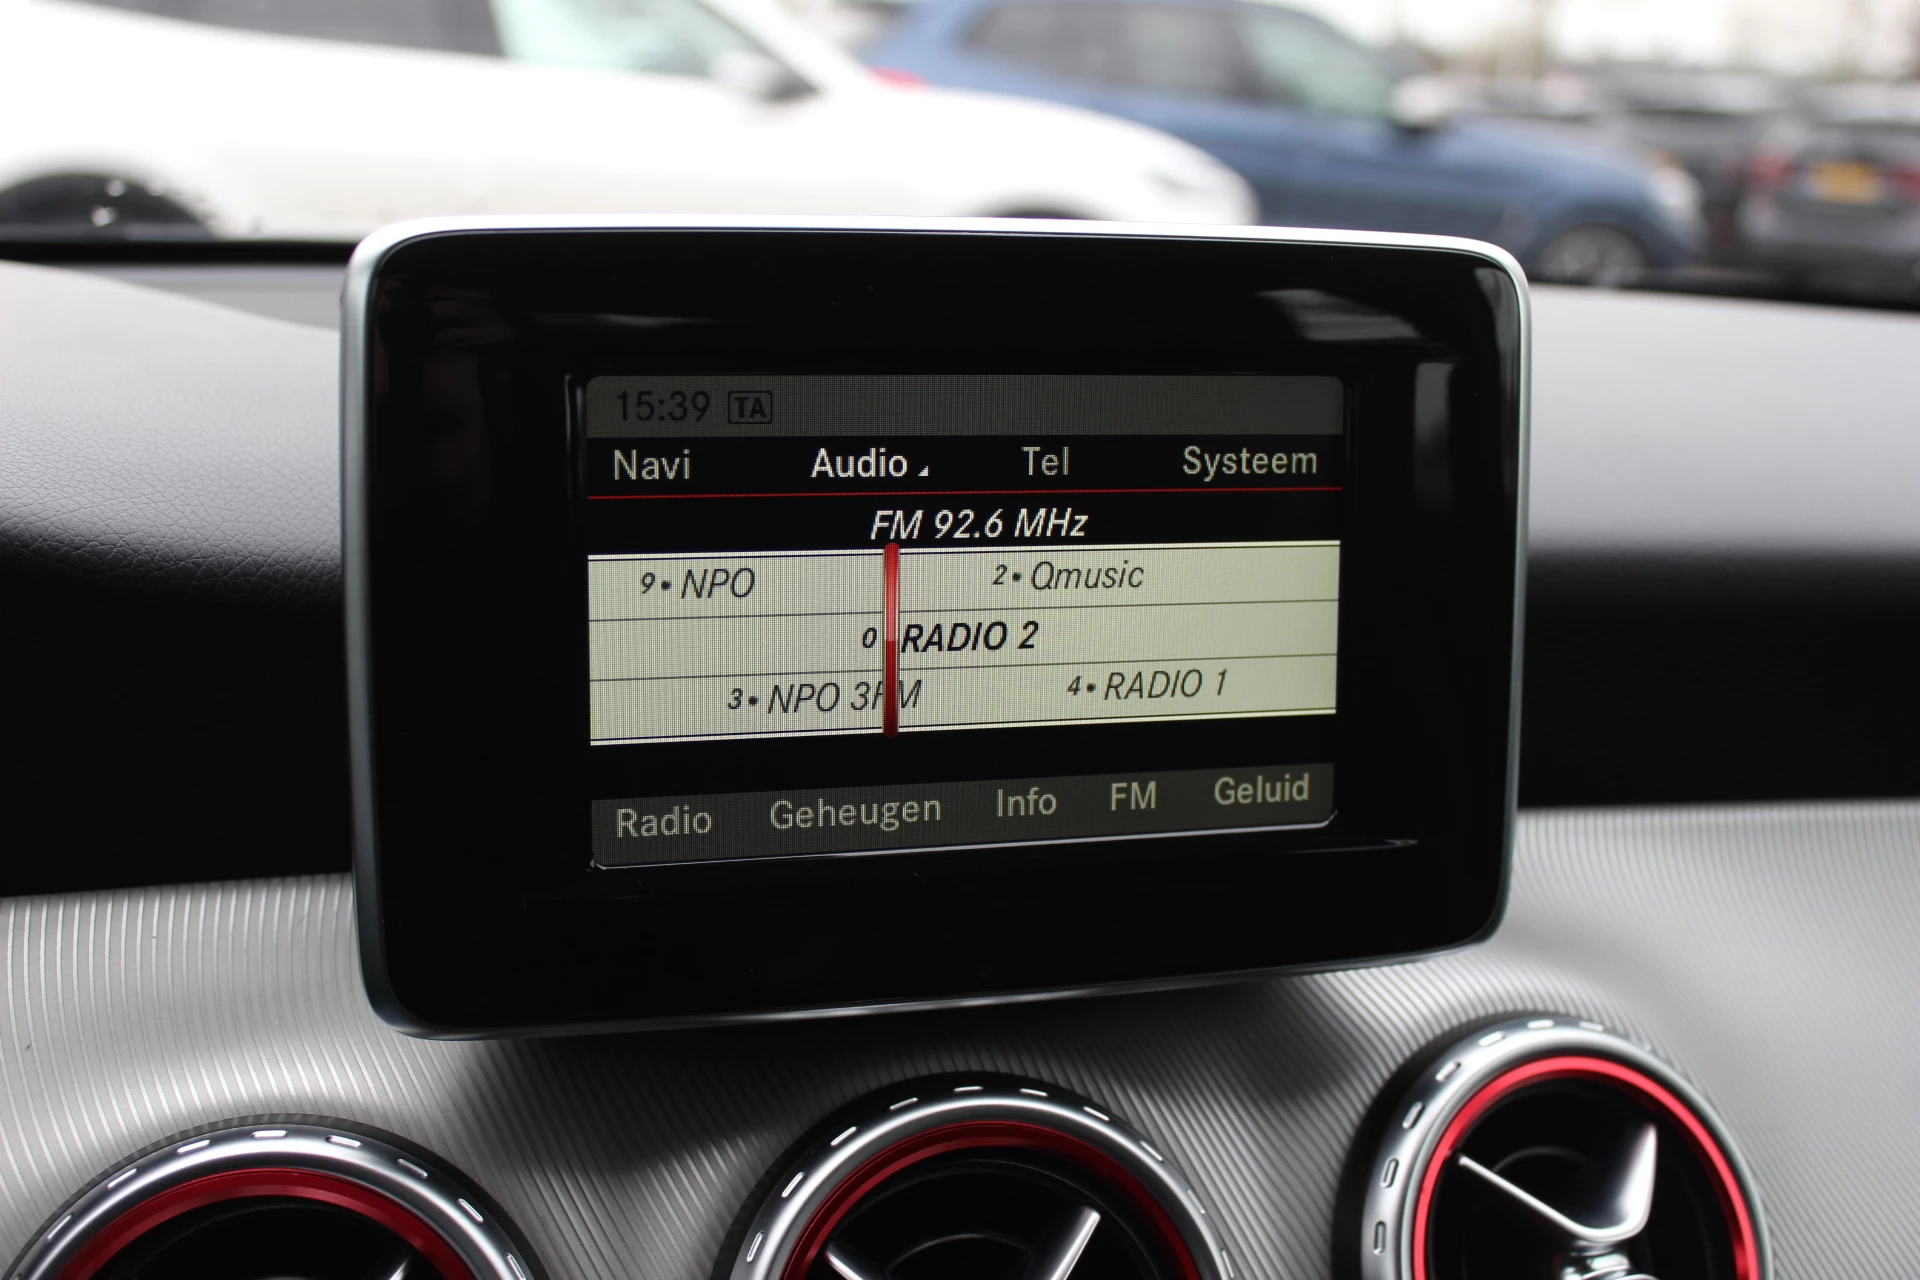 15:39 TA
Navi Audio Tel Systeem
FM 92.6 MHz
9• NPO 2• Qmusic
0 RADIO 2
3• NPO 3FM 4• RADIO 1
Radio Geheugen Info FM Geluid